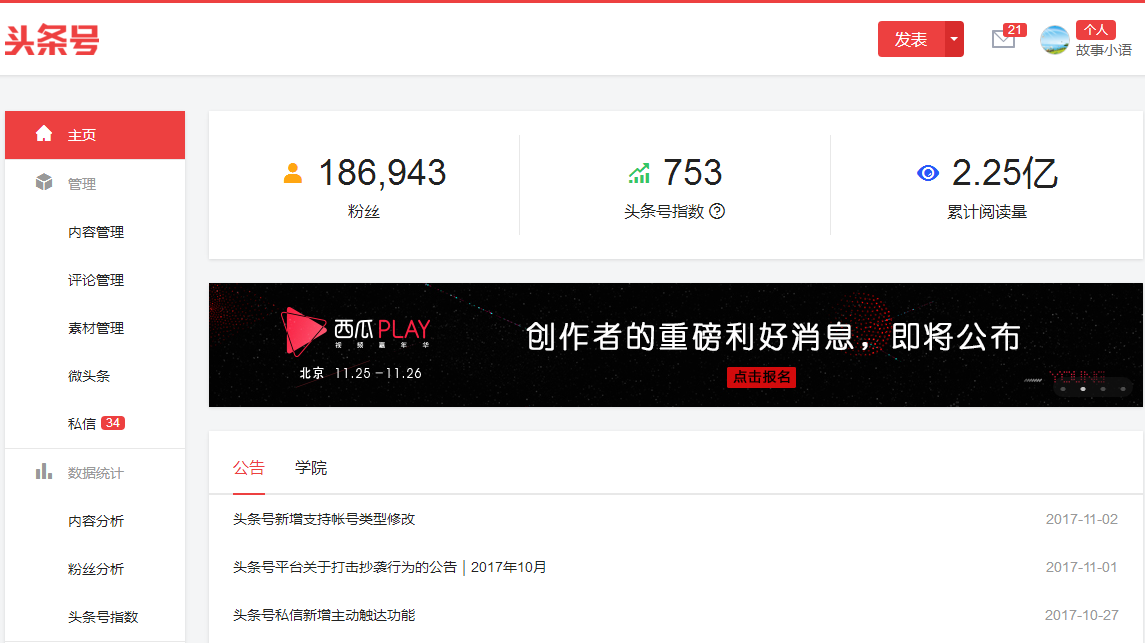 头条号
发表
21
个人
故事小语
主页
管理
内容管理
评论管理
素材管理
微头条
私信 34
数据统计
内容分析
粉丝分析
头条号指数
186,943
粉丝
753
头条号指数 ?
2.25亿
累计阅读量
西瓜PLAY
视频嘉年华
北京 11.25－11.26
创作者的重磅利好消息，即将公布
点击报名
YOUNG
公告 学院
头条号新增支持帐号类型修改 2017-11-02
头条号平台关于打击抄袭行为的公告｜2017年10月 2017-11-01
头条号私信新增主动触达功能 2017-10-27